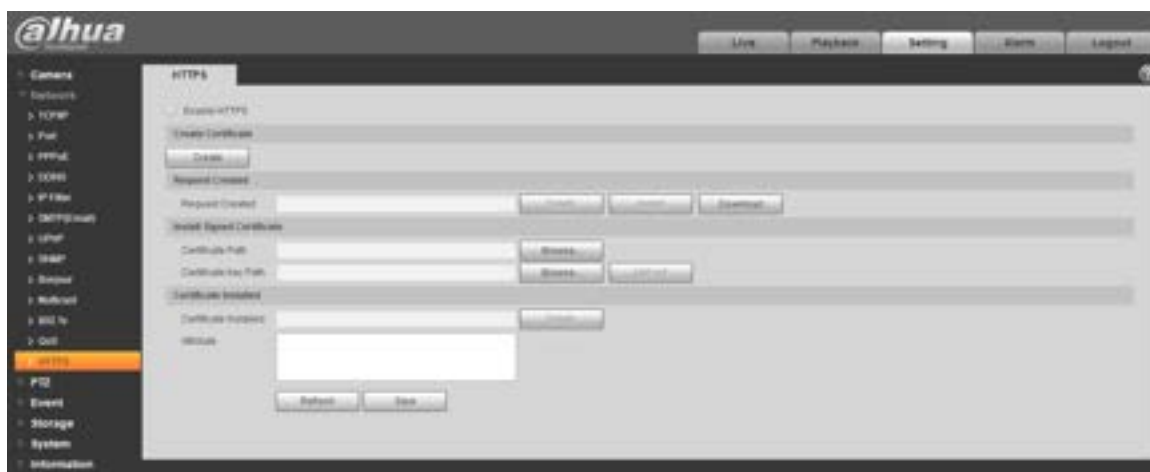 alhua
Live Playback Setting Alarm Logout
Camera
Network
TCP/IP
Port
PPPoE
DDNS
IP Filter
SMTP(Email)
UPNP
SNMP
Bonjour
Multicast
802.1x
QoS
HTTPS
PTZ
Event
Storage
System
Information
HTTPS
Enable HTTPS
Create Certificate
Create
Request Created
Request Created Download
Install Signed Certificate
Certificate Path Browse...
Certificate Key Path Browse... Upload
Certificate Installed
Certificate Installed
Attribute
Refresh Save